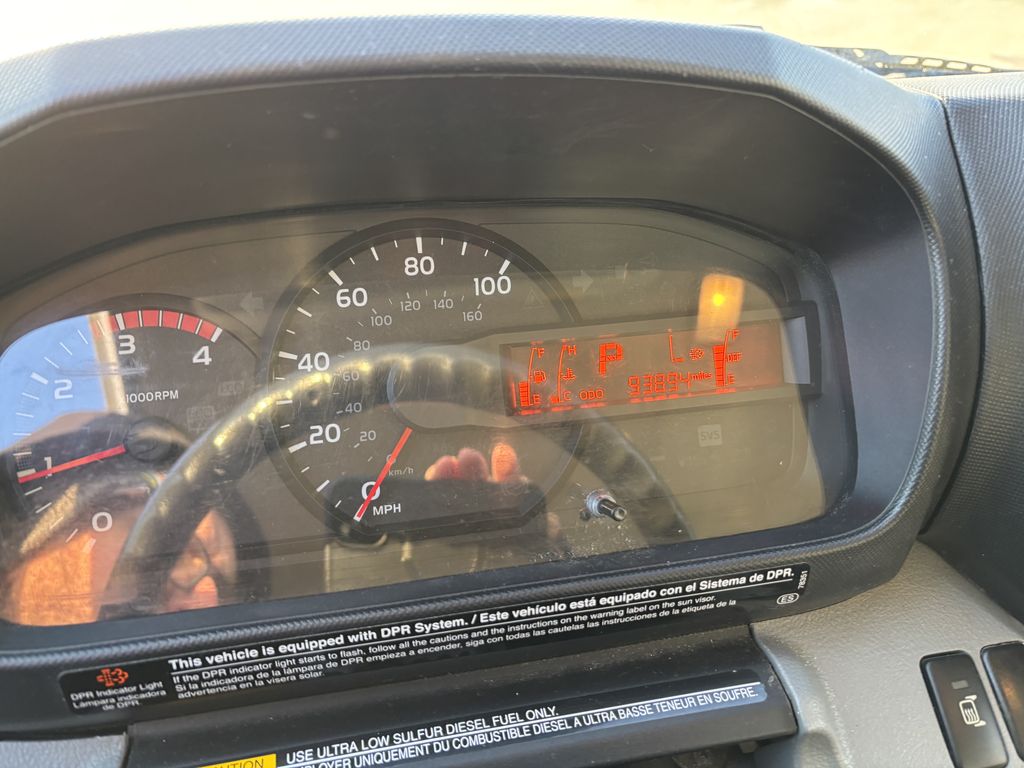 80
60
100
120
140
100
160
3
4
80
40
2
x1000RPM
60
F
H
P
L
F
40
E
C
ODO
93894 miles
E
20
20
SVS
1
km/h
0
0
MPH
This vehicle is equipped with DPR System. / Este vehículo está equipado con el Sistema de DPR.
If the DPR indicator light starts to flash, follow all the cautions and the instructions on the warning label on the sun visor.
Si la indicadora de la lámpara de DPR empieza a encender, siga con todas las cautelas las instrucciones de la etiqueta de la
advertencia en la visera solar.
DPR Indicator Light
Lámpara indicadora
de DPR
ES
USE ULTRA LOW SULFUR DIESEL FUEL ONLY.
UNIQUEMENT DU COMBUSTIBLE DIESEL A ULTRA BASSE TENEUR EN SOUFRE.